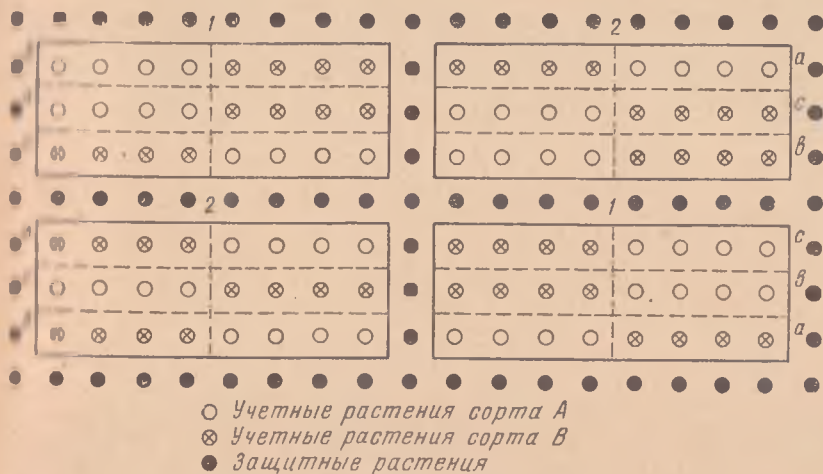 1 2
a
c
b
2 1
c
b
a
Учетные растения сорта А
Учетные растения сорта В
Защитные растения